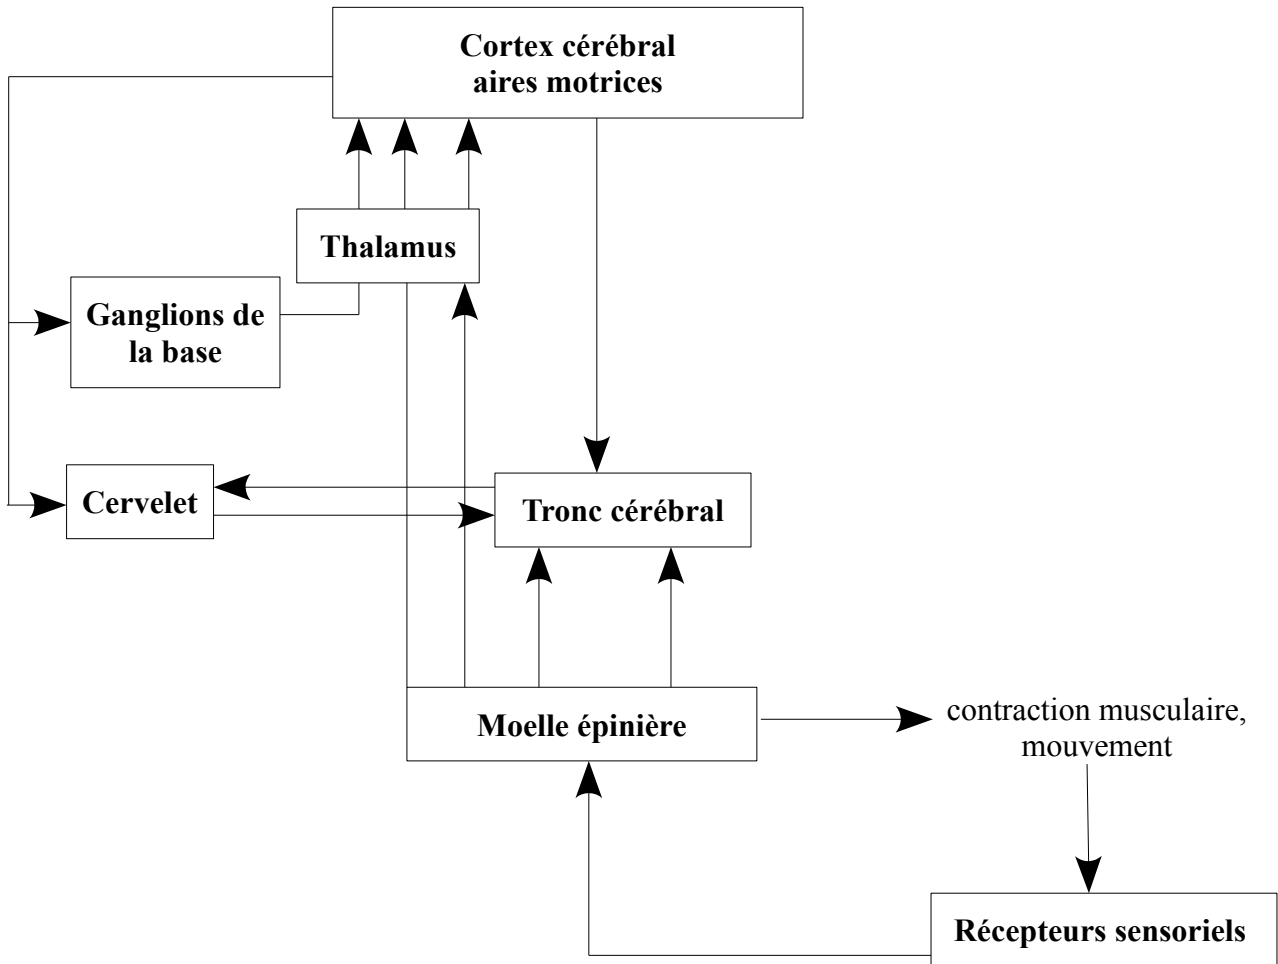 Cortex cérébral
aires motrices
Thalamus
Ganglions de
la base
Cervelet
Tronc cérébral
Moelle épinière
contraction musculaire,
mouvement
Récepteurs sensoriels